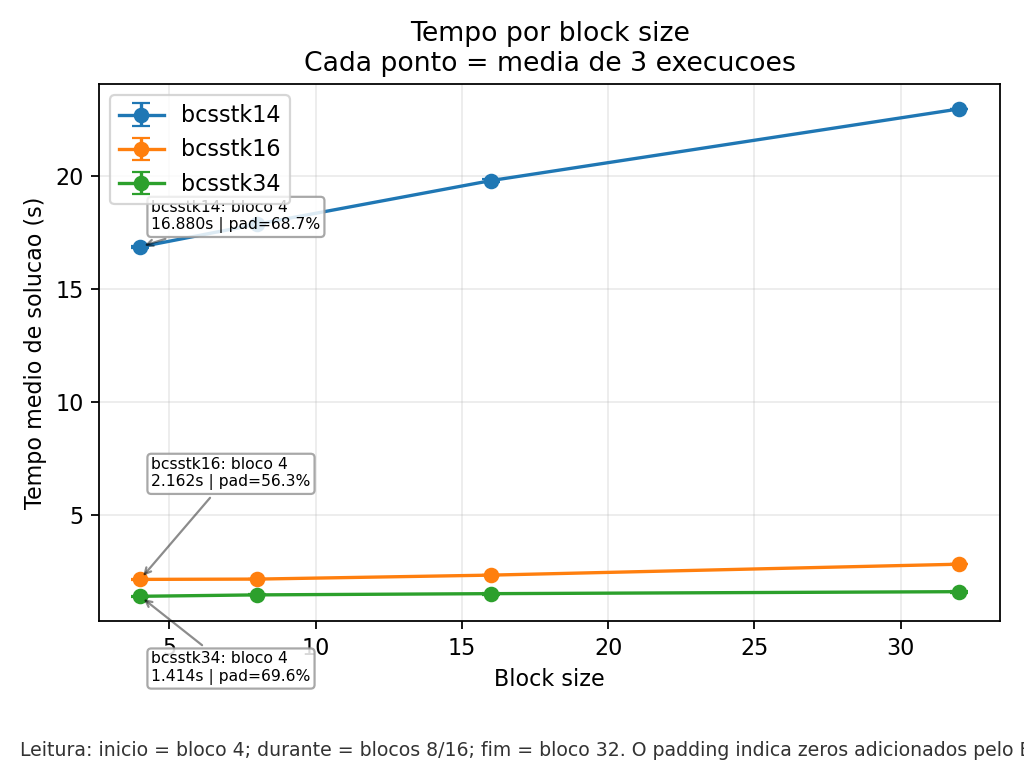 Tempo por block size
Cada ponto = media de 3 execucoes
bcsstk14
bcsstk16
bcsstk34
bcsstk14: bloco 4
16.880s | pad=68.7%
20
15
10
5
Tempo medio de solucao (s)
bcsstk16: bloco 4
2.162s | pad=56.3%
5
10
15
20
25
30
bcsstk34: bloco 4
1.414s | pad=69.6%
Block size
Leitura: inicio = bloco 4; durante = blocos 8/16; fim = bloco 32. O padding indica zeros adicionados pelo